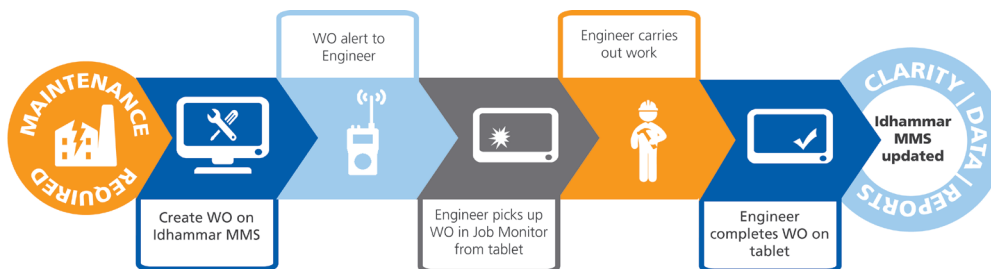 MAINTENANCE
REQUIRED
Create WO on
Idhammar MMS
WO alert to
Engineer
Engineer picks up
WO in Job Monitor
from tablet
Engineer carries
out work
Engineer
completes WO on
tablet
CLARITY | DATA | REPORTS
Idhammar
MMS
updated